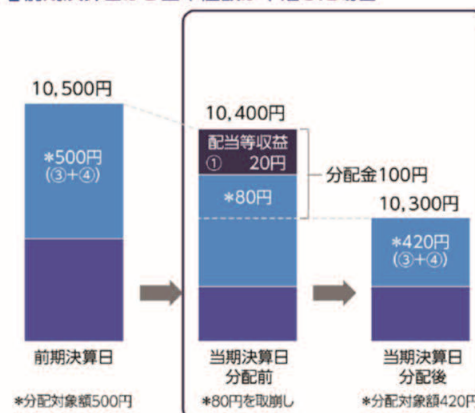 10,500円
*500円
(③+④)
前期決算日
*分配対象額500円
10,400円
配当等収益
① 20円
*80円
分配金100円
当期決算日
分配前
*80円を取崩し
10,300円
*420円
(③+④)
当期決算日
分配後
*分配対象額420円